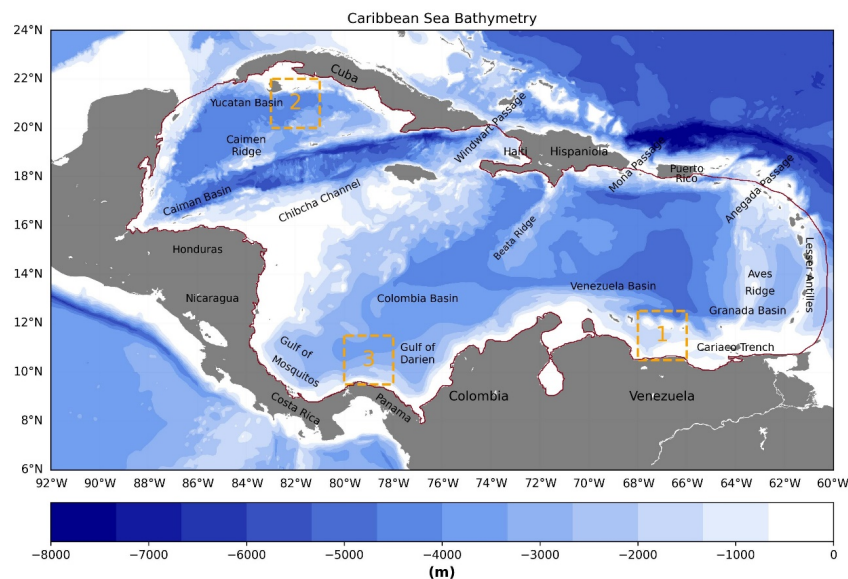 Caribbean Sea Bathymetry
24°N
22°N
20°N
18°N
16°N
14°N
12°N
10°N
8°N
6°N
Cuba
Yucatan Basin
2
Caimen
Ridge
Windwart Passage
Haiti
Hispaniola
Mona Passage
Puerto
Rico
Anegada Passage
Caiman Basin
Chibcha Channel
Beata Ridge
Lesser Antilles
Honduras
Nicaragua
Colombia Basin
Venezuela Basin
Aves
Ridge
Granada Basin
Gulf of
Mosquitos
3
Gulf of
Darien
1
Cariaco Trench
Costa Rica
Panama
Colombia
Venezuela
92°W 90°W 88°W 86°W 84°W 82°W 80°W 78°W 76°W 74°W 72°W 70°W 68°W 66°W 64°W 62°W 60°W
−8000 −7000 −6000 −5000 −4000 −3000 −2000 −1000 0
(m)